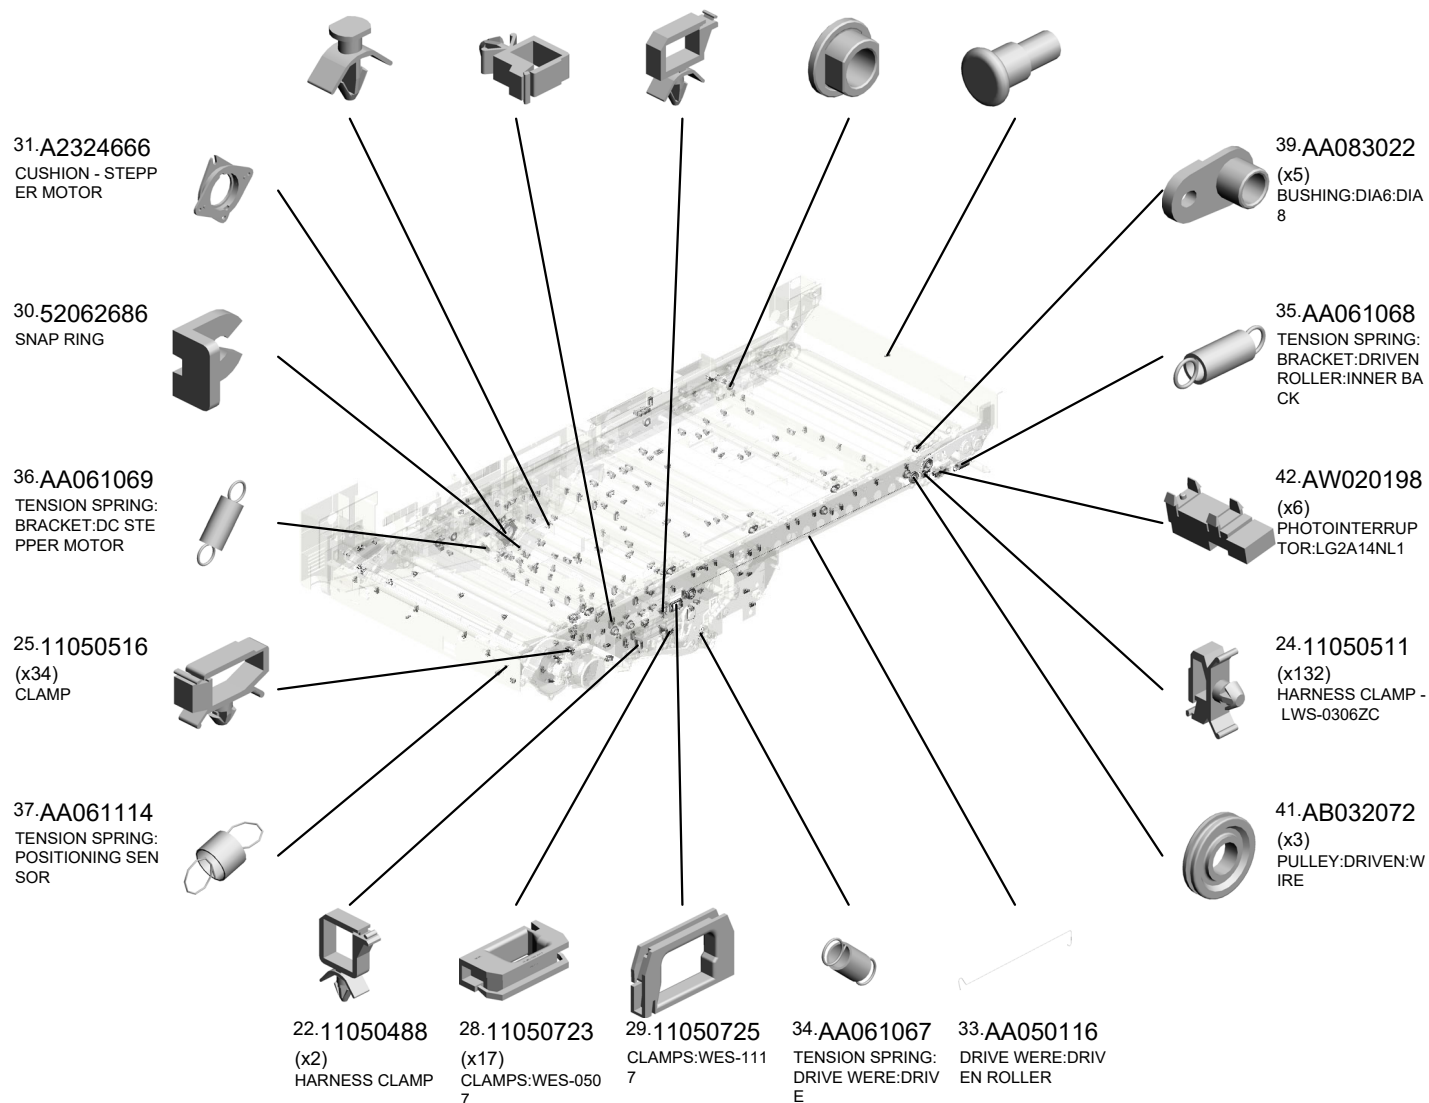 31.A2324666
CUSHION - STEPP
ER MOTOR
30.52062686
SNAP RING
36.AA061069
TENSION SPRING:
BRACKET:DC STE
PPER MOTOR
25.11050516
(x34)
CLAMP
37.AA061114
TENSION SPRING:
POSITIONING SEN
SOR
39.AA083022
(x5)
BUSHING:DIA6:DIA
8
35.AA061068
TENSION SPRING:
BRACKET:DRIVEN
ROLLER:INNER BA
CK
42.AW020198
(x6)
PHOTOINTERRUP
TOR:LG2A14NL1
24.11050511
(x132)
HARNESS CLAMP -
LWS-0306ZC
41.AB032072
(x3)
PULLEY:DRIVEN:W
IRE
22.11050488
(x2)
HARNESS CLAMP
28.11050723
(x17)
CLAMPS:WES-050
7
29.11050725
CLAMPS:WES-111
7
34.AA061067
TENSION SPRING:
DRIVE WERE:DRIV
E
33.AA050116
DRIVE WERE:DRIV
EN ROLLER